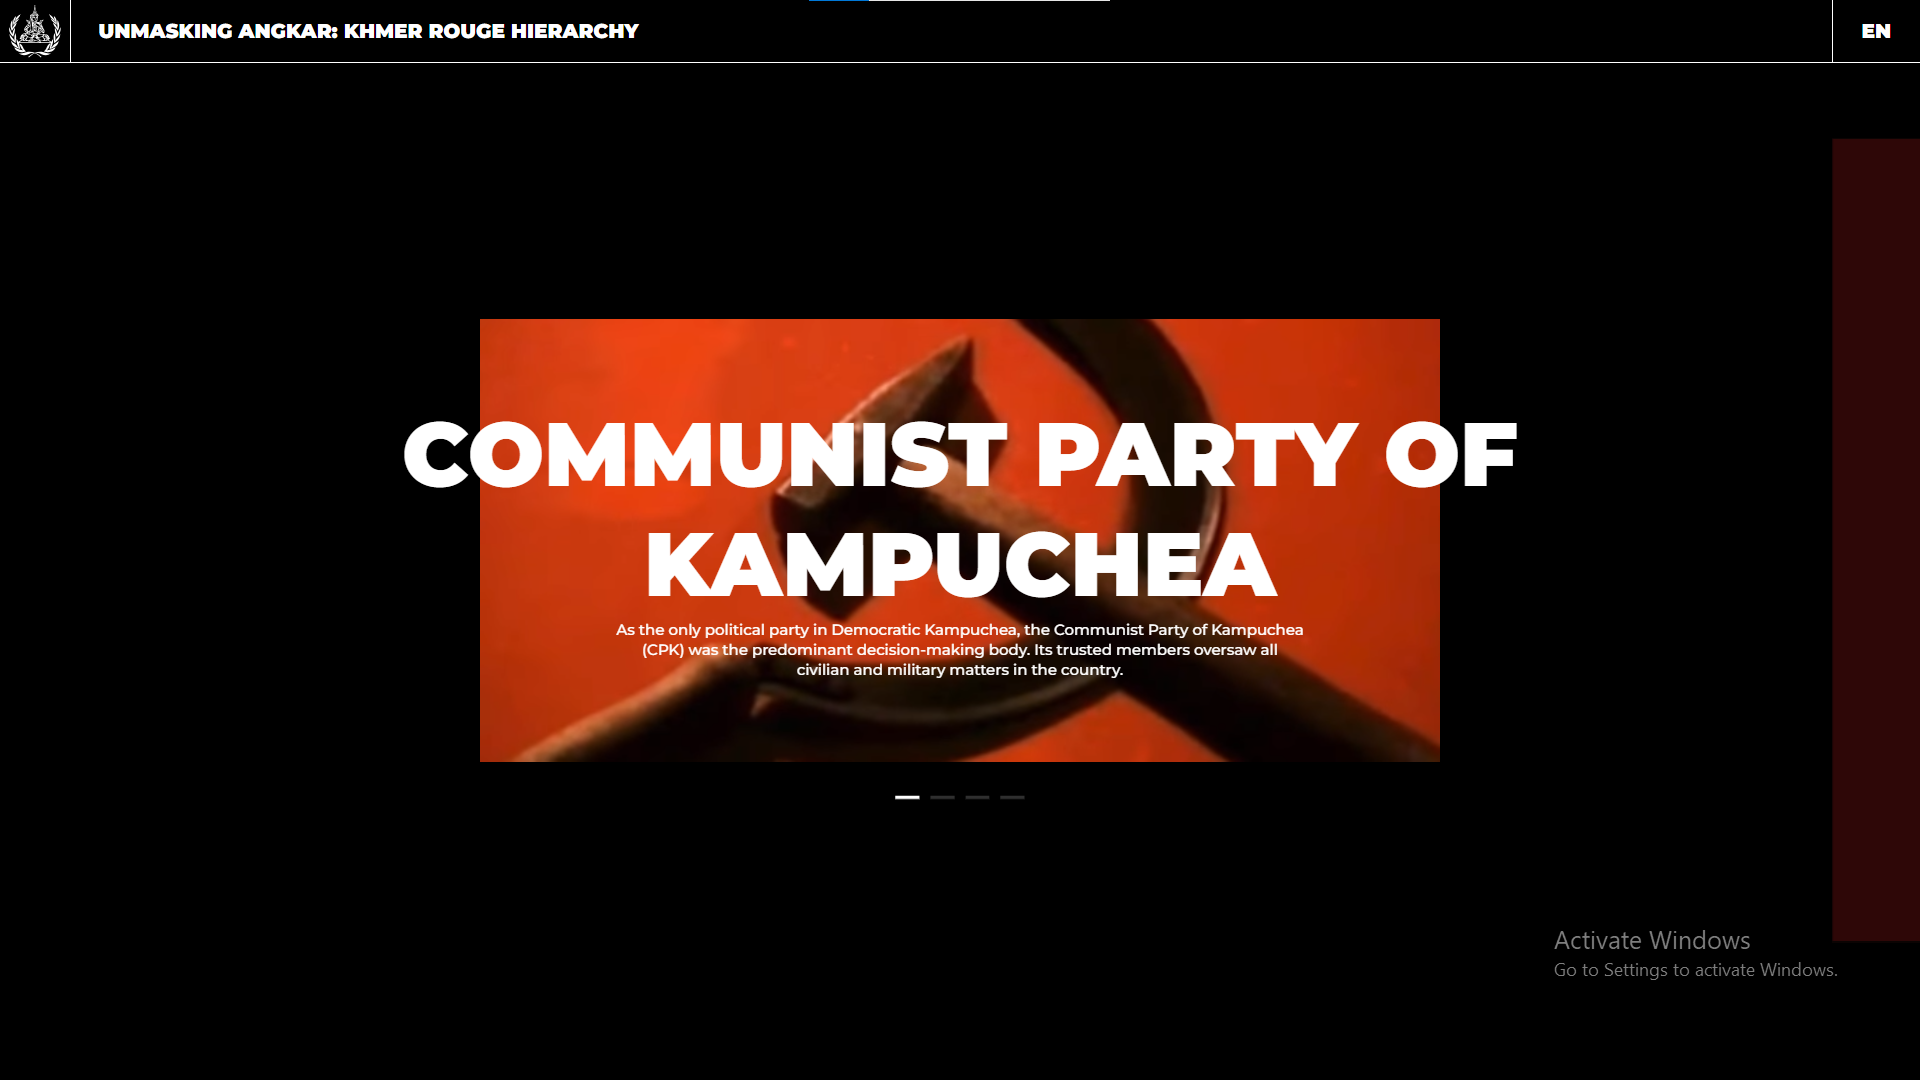 UNMASKING ANGKAR: KHMER ROUGE HIERARCHY
EN
COMMUNIST PARTY OF
KAMPUCHEA
As the only political party in Democratic Kampuchea, the Communist Party of Kampuchea
(CPK) was the predominant decision-making body. Its trusted members oversaw all
civilian and military matters in the country.
Activate Windows
Go to Settings to activate Windows.